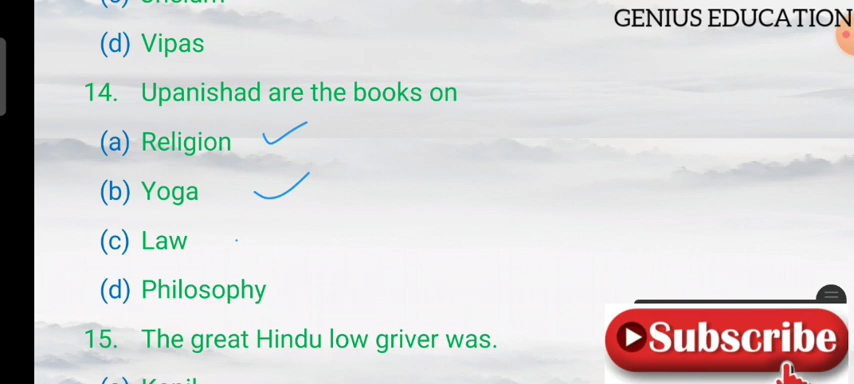 GENIUS EDUCATION
(d) Vipas
14. Upanishad are the books on
(a) Religion
(b) Yoga
(c) Law
(d) Philosophy
15. The great Hindu low griver was.
Subscribe